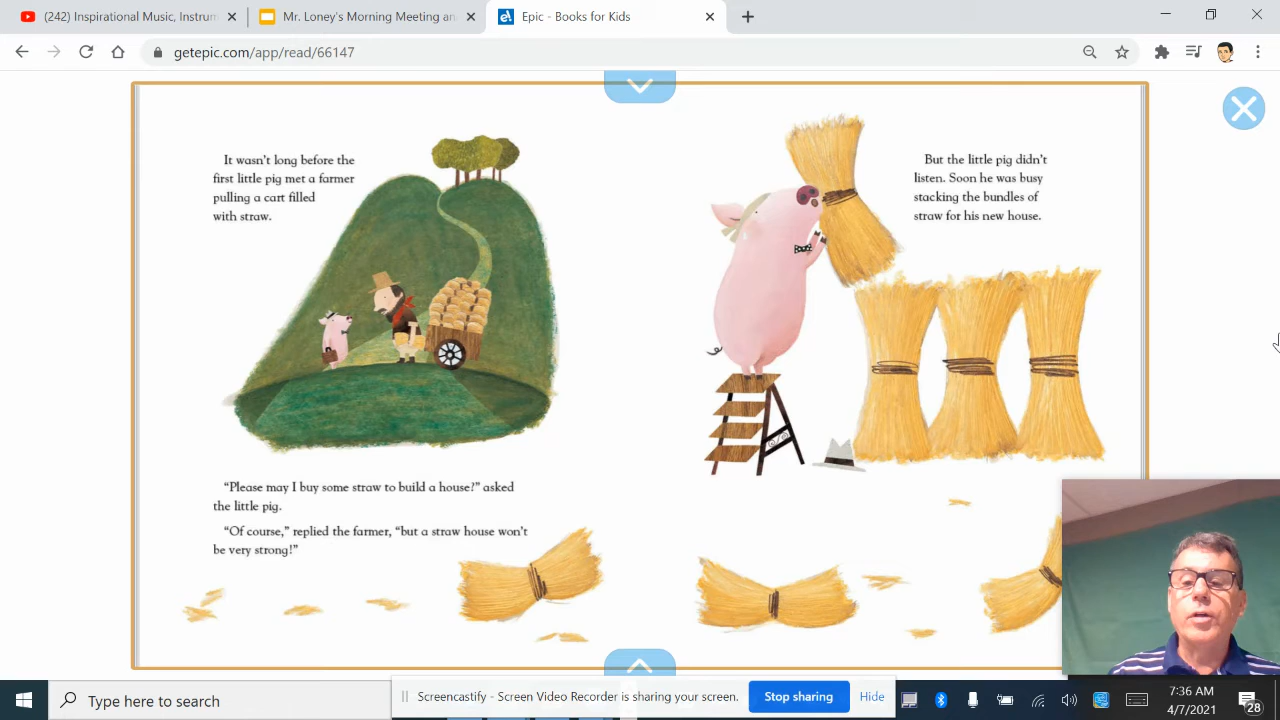 (242) Inspirational Music, Instrum
Mr. Loney's Morning Meeting an
Epic - Books for Kids
getepic.com/app/read/66147
It wasn't long before the
first little pig met a farmer
pulling a cart filled
with straw.
"Please may I buy some straw to build a house?" asked
the little pig.
"Of course," replied the farmer, "but a straw house won't
be very strong!"
But the little pig didn't
listen. Soon he was busy
stacking the bundles of
straw for his new house.
Type here to search
Screencastify - Screen Video Recorder is sharing your screen.
Stop sharing
Hide
7:36 AM
4/7/2021
28